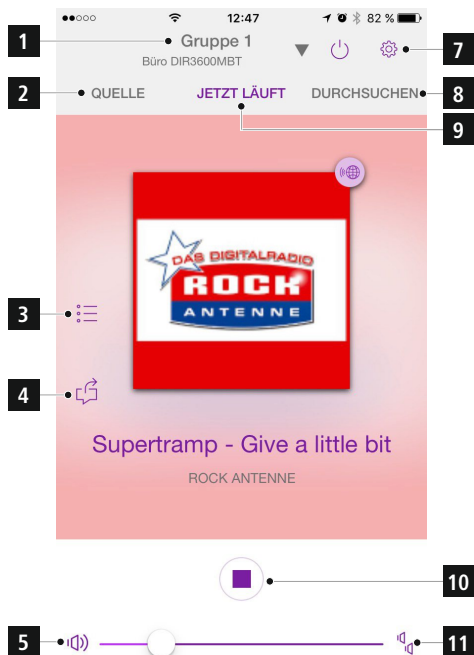 12:47
82 %
1
Gruppe 1
7
Büro DIR3600MBT
2
QUELLE
JETZT LÄUFT
DURCHSUCHEN
8
9
DAS DIGITALRADIO
ROCK
ANTENNE
3
4
Supertramp - Give a little bit
ROCK ANTENNE
10
5
11